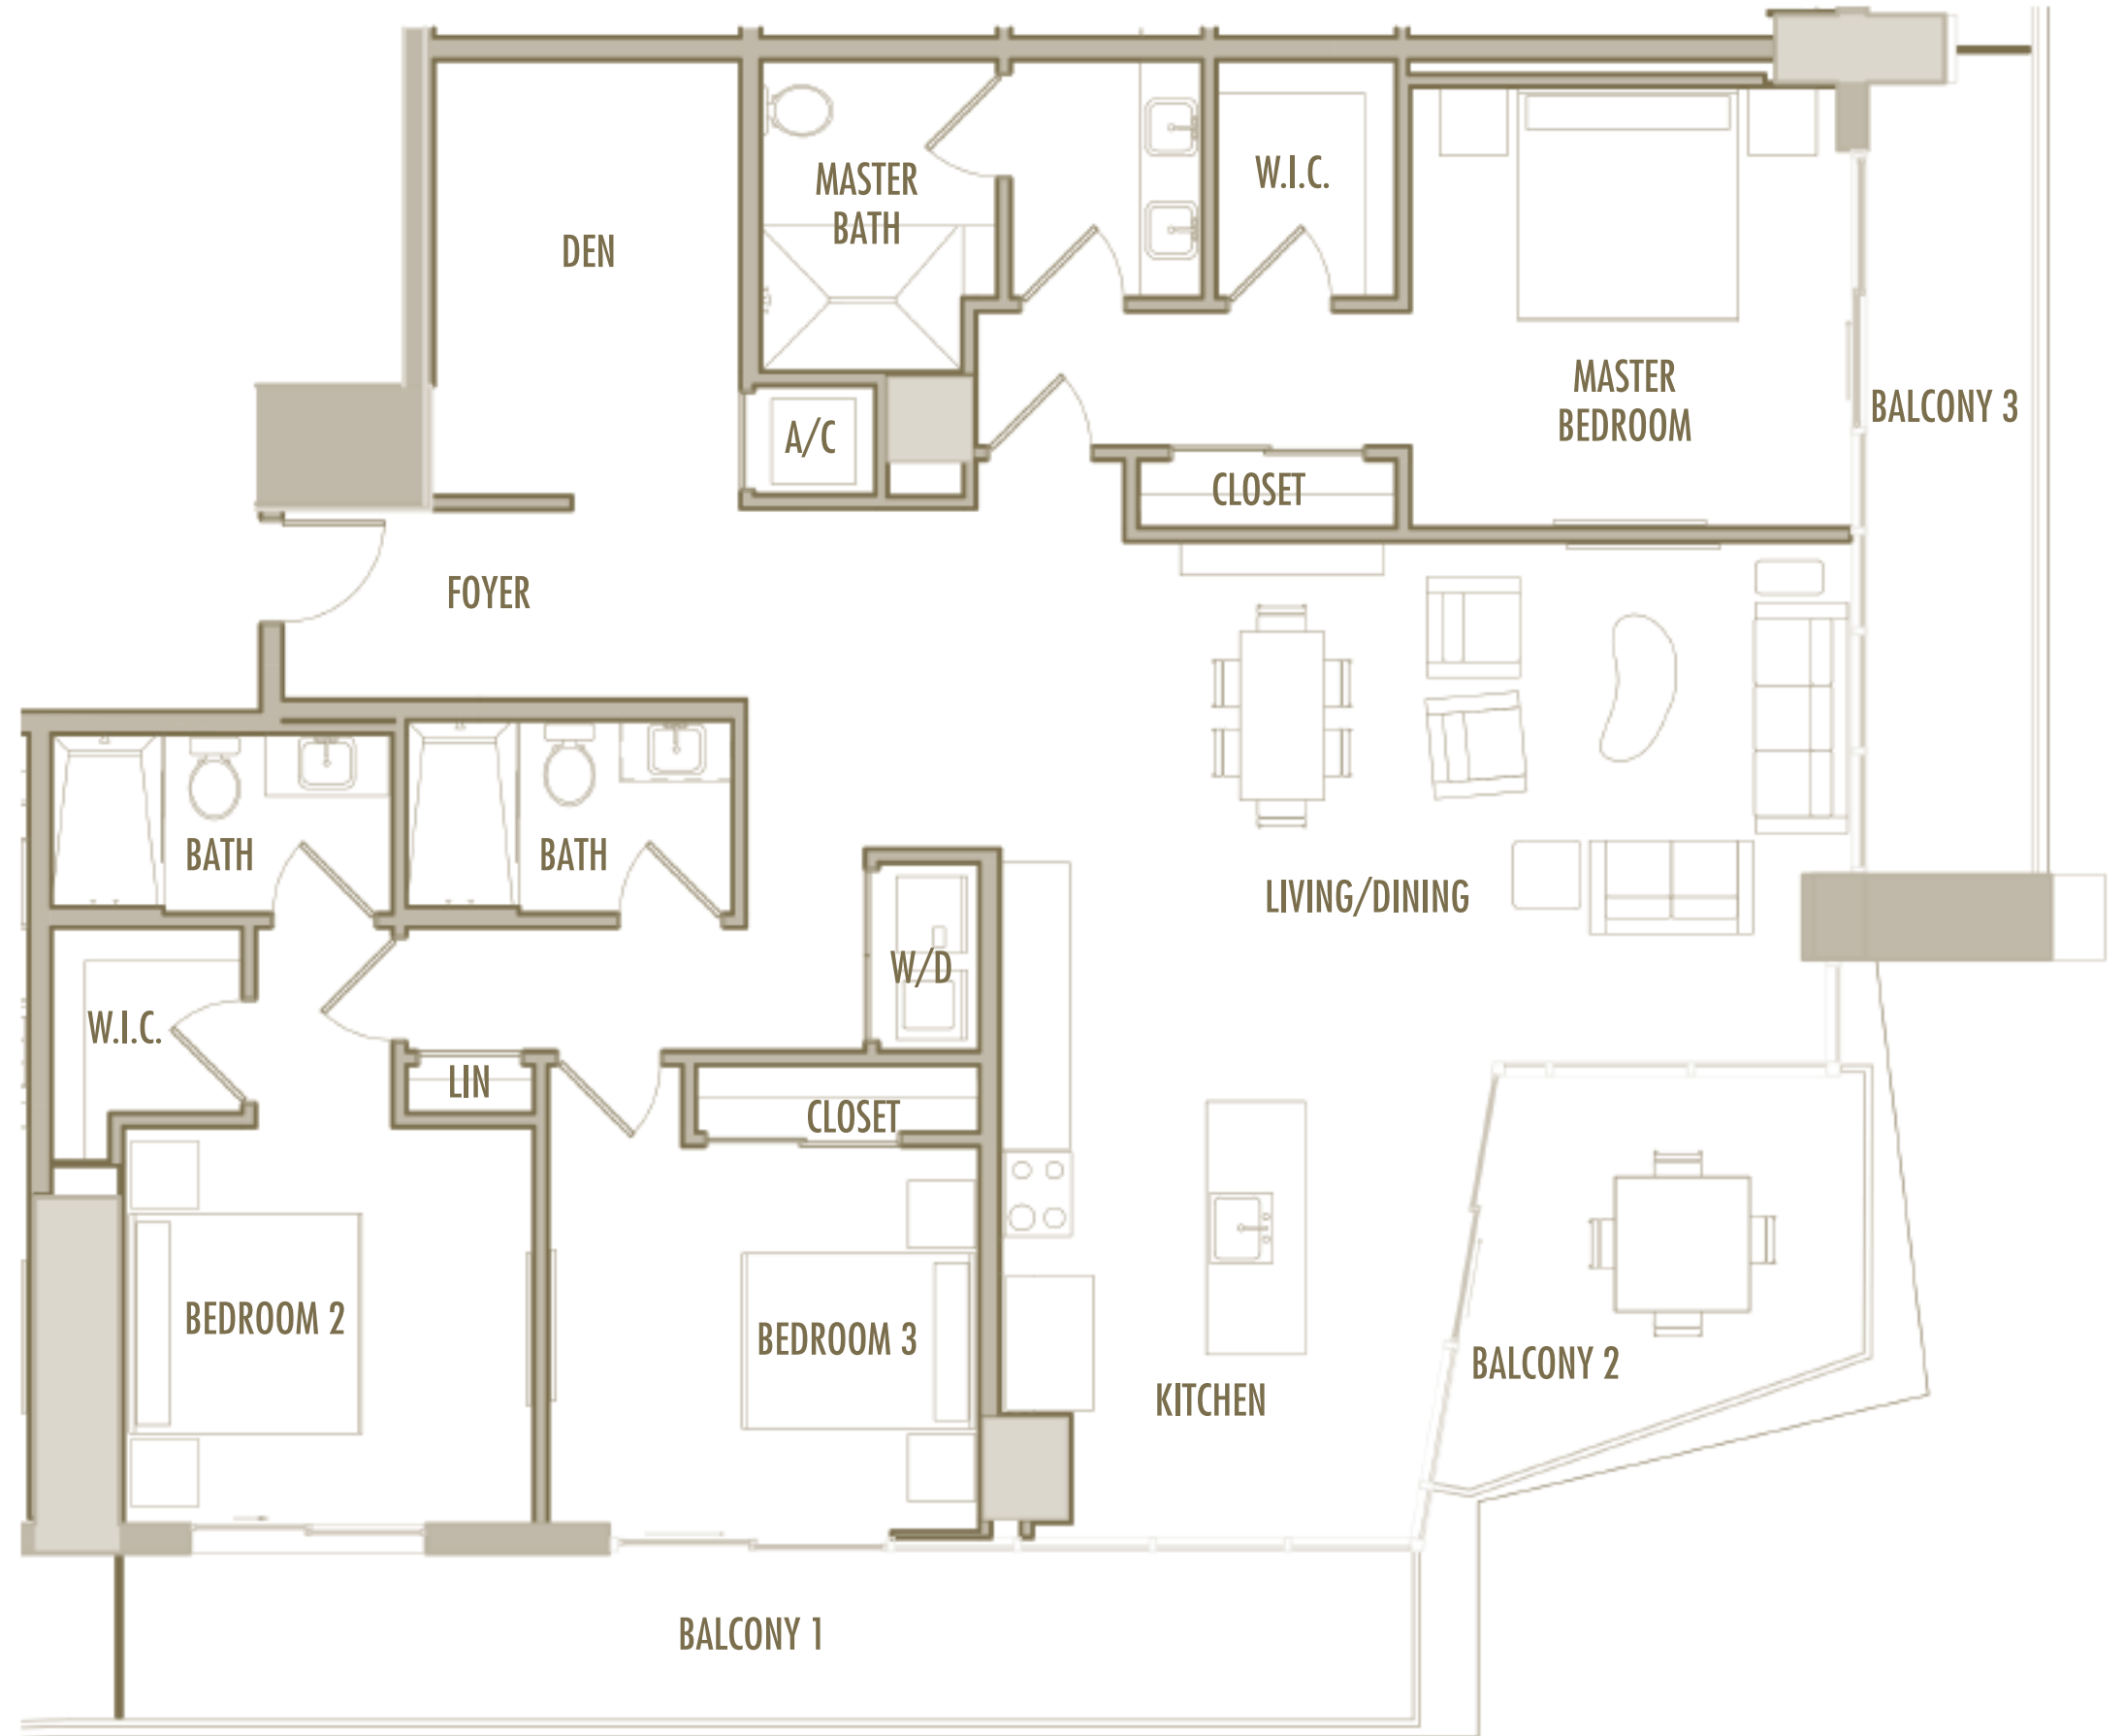 DEN
MASTER
BATH
W.I.C.
MASTER
BEDROOM
BALCONY 3
A/C
CLOSET
FOYER
BATH
BATH
LIVING/DINING
W/D
W.I.C.
LIN
CLOSET
BEDROOM 2
BEDROOM 3
BALCONY 2
KITCHEN
BALCONY 1